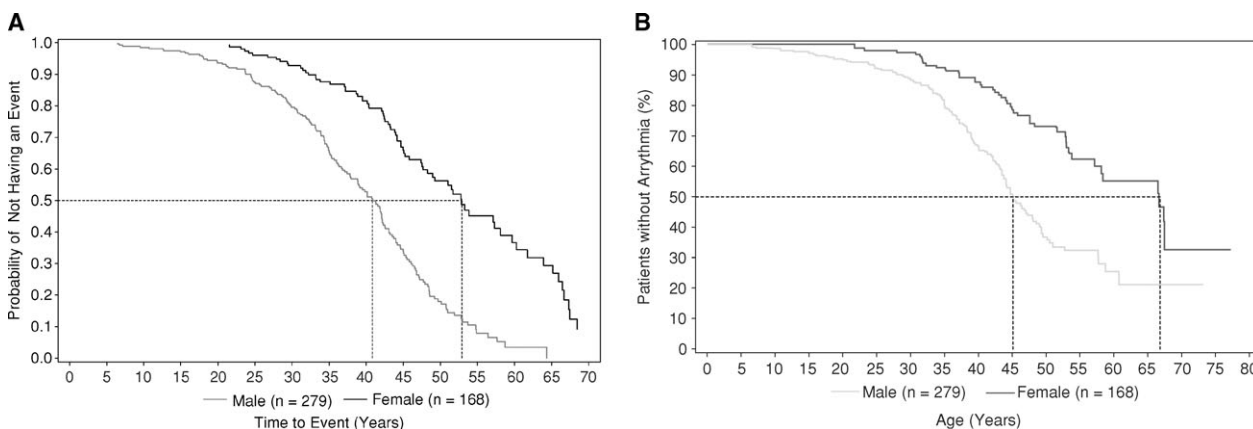 A
Probability of Not Having an Event
1.0
0.9
0.8
0.7
0.6
0.5
0.4
0.3
0.2
0.1
0.0
0 5 10 15 20 25 30 35 40 45 50 55 60 65 70
Male (n = 279) Female (n = 168)
Time to Event (Years)
B
Patients without Arrythmia (%)
100
90
80
70
60
50
40
30
20
10
0
0 5 10 15 20 25 30 35 40 45 50 55 60 65 70 75 80
Male (n = 279) Female (n = 168)
Age (Years)